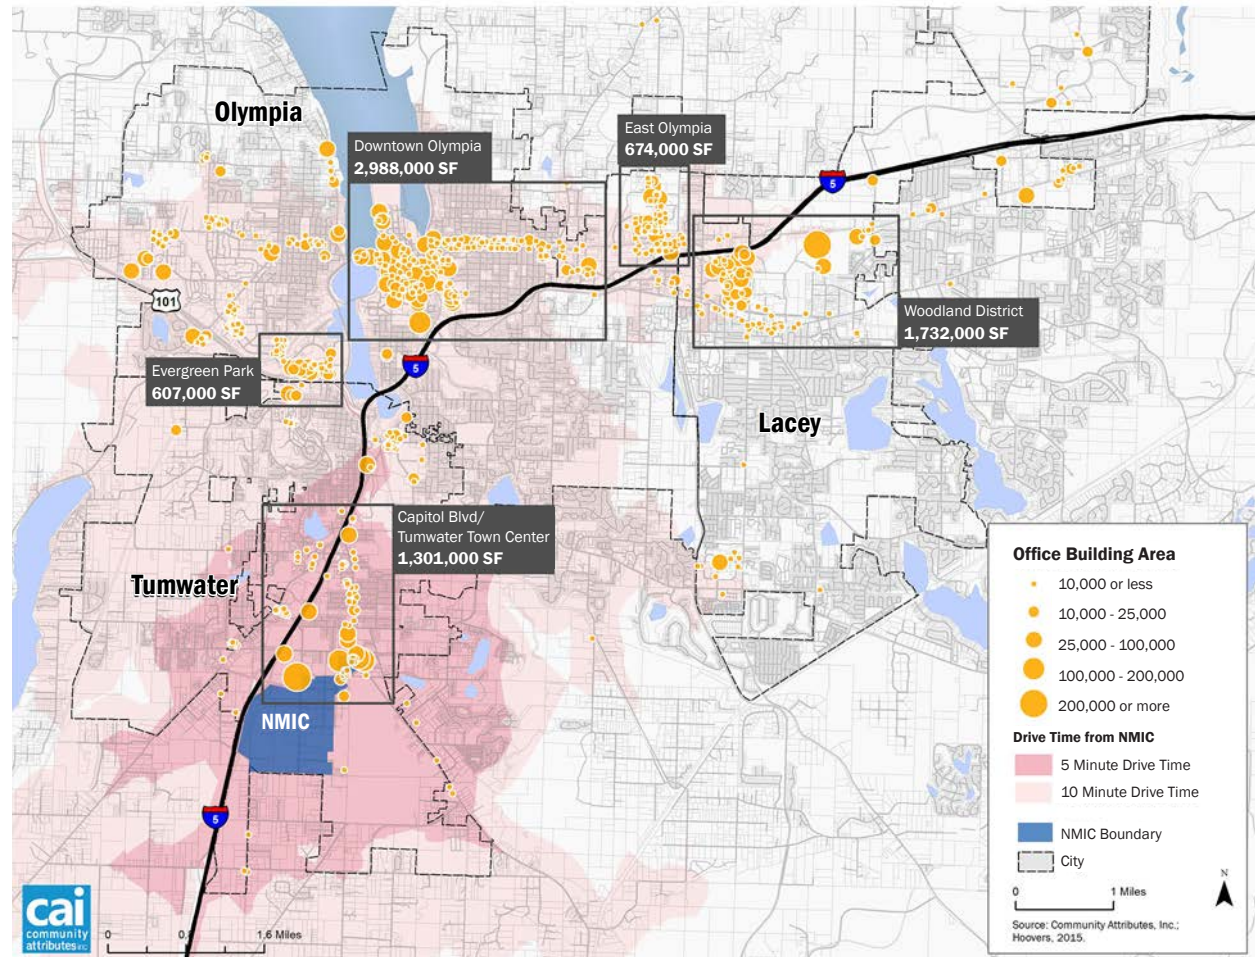 Olympia
Downtown Olympia
2,988,000 SF
East Olympia
674,000 SF
5
101
Woodland District
1,732,000 SF
Evergreen Park
607,000 SF
5
Lacey
Capitol Blvd/
Tumwater Town Center
1,301,000 SF
Tumwater
NMIC
5
Office Building Area
10,000 or less
10,000 - 25,000
25,000 - 100,000
100,000 - 200,000
200,000 or more
Drive Time from NMIC
5 Minute Drive Time
10 Minute Drive Time
NMIC Boundary
City
N
0 1 Miles
Source: Community Attributes, Inc.;
Hoovers, 2015.
cai
community
attributes inc
0 1.6 Miles